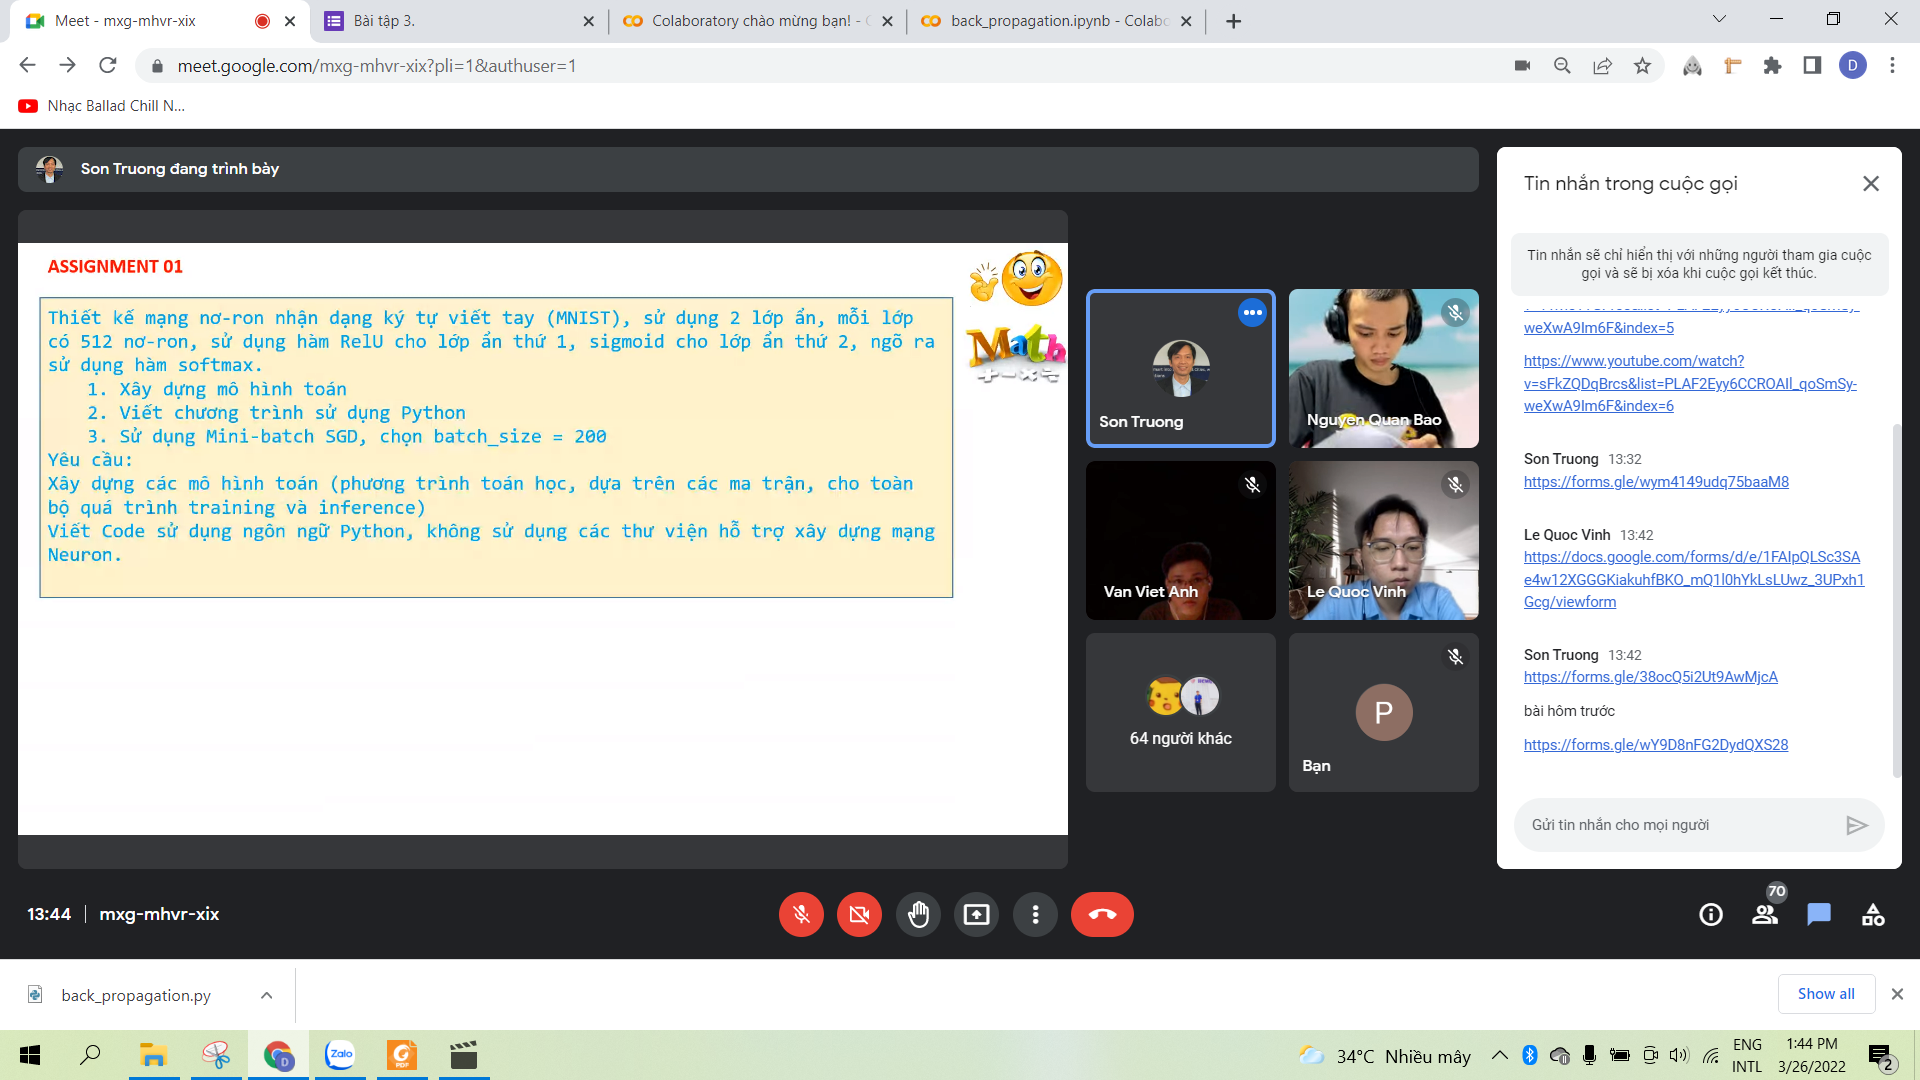 Meet - mxg-mhvr-xix
Bài tập 3.
Colaboratory chào mừng bạn! - C
back_propagation.ipynb - Colabo
meet.google.com/mxg-mhvr-xix?pli=1&authuser=1
D
Nhạc Ballad Chill N...
Son Truong đang trình bày
ASSIGNMENT 01
Thiết kế mạng nơ-ron nhận dạng ký tự viết tay (MNIST), sử dụng 2 lớp ẩn, mỗi lớp
có 512 nơ-ron, sử dụng hàm RelU cho lớp ẩn thứ 1, sigmoid cho lớp ẩn thứ 2, ngõ ra
sử dụng hàm softmax.
1. Xây dựng mô hình toán
2. Viết chương trình sử dụng Python
3. Sử dụng Mini-batch SGD, chọn batch_size = 200
Yêu cầu:
Xây dựng các mô hình toán (phương trình toán học, dựa trên các ma trận, cho toàn
bộ quá trình training và inference)
Viết Code sử dụng ngôn ngữ Python, không sử dụng các thư viện hỗ trợ xây dựng mạng
Neuron.
Math
Son Truong
Nguyen Quan Bao
Van Viet Anh
Le Quoc Vinh
64 người khác
P
Bạn
Tin nhắn trong cuộc gọi
Tin nhắn sẽ chỉ hiển thị với những người tham gia cuộc
gọi và sẽ bị xóa khi cuộc gọi kết thúc.
weXwA9Im6F&index=5
https://www.youtube.com/watch?
v=sFkZQDqBrcs&list=PLAF2Eyy6CCROAIl_qoSmSy-
weXwA9Im6F&index=6
Son Truong 13:32
https://forms.gle/wym4149udq75baaM8
Le Quoc Vinh 13:42
https://docs.google.com/forms/d/e/1FAIpQLSc3SA
e4w12XGGGKiakuhfBKO_mQ1l0hYkLsLUwz_3UPxh1
Gcg/viewform
Son Truong 13:42
https://forms.gle/38ocQ5i2Ut9AwMjcA
bài hôm trước
https://forms.gle/wY9D8nFG2DydQXS28
Gửi tin nhắn cho mọi người
13:44 | mxg-mhvr-xix
70
back_propagation.py
Show all
Zalo
PDF
34°C Nhiều mây
ENG
INTL
1:44 PM
3/26/2022
2